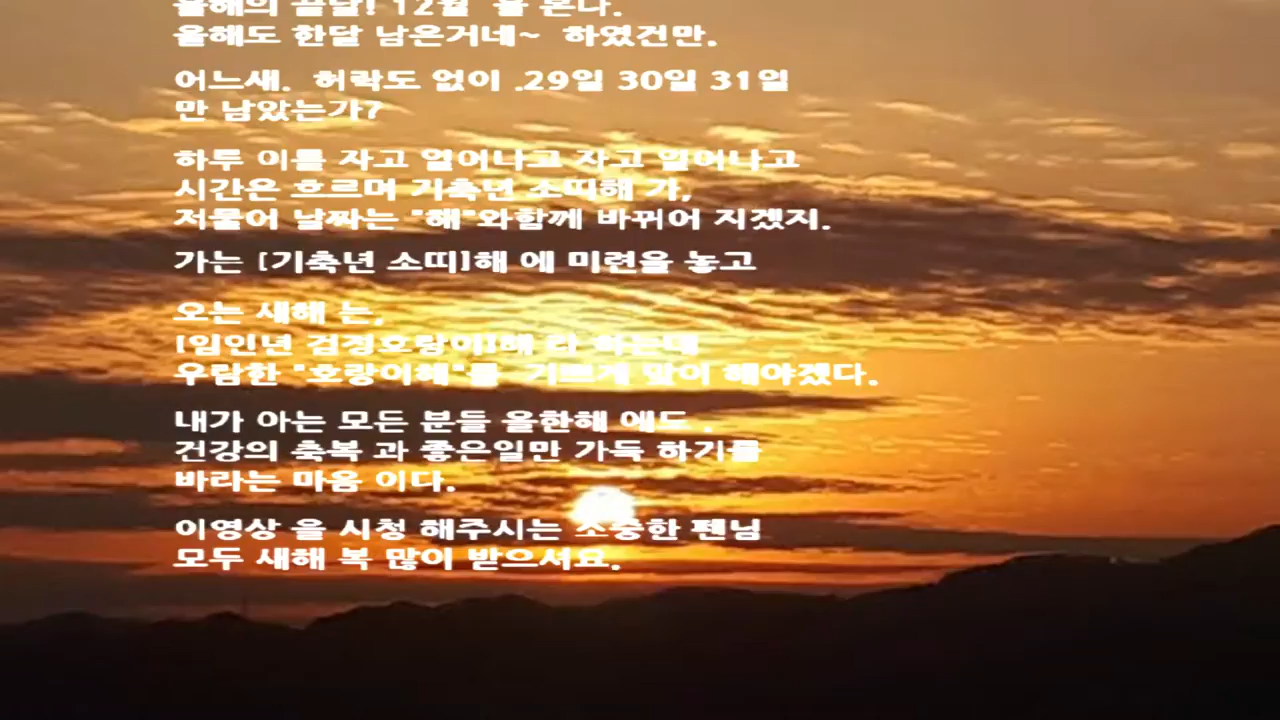 올해의 끝달! 12월 을 본다.
올해도 한달 남은거네~ 하였건만.
어느새. 허락도 없이 .29일 30일 31일
만 남았는가?
하루 이틀 자고 일어나고 자고 일어나고
시간은 흐르며 기축년 소띠해 가,
저물어 날짜는 "해"와함께 바뀌어 지겠지.
가는 [기축년 소띠]해 에 미련을 놓고
오는 새해 는,
[임인년 검정호랑이]해 라 하는데
우람한 "호랑이해"를 기쁘게 맞이 해야겠다.
내가 아는 모든 분들 올한해 에도 .
건강의 축복 과 좋은일만 가득 하기를
바라는 마음 이다.
이영상 을 시청 해주시는 소중한 펜님
모두 새해 복 많이 받으서요.